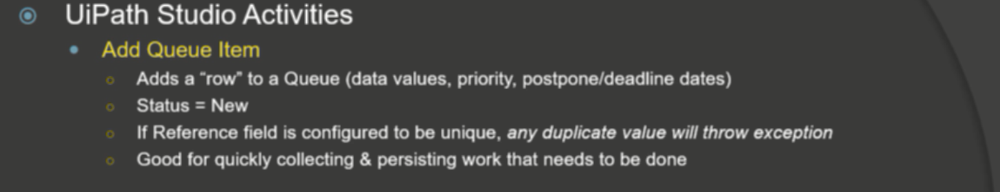 UiPath Studio Activities
Add Queue Item
Adds a “row” to a Queue (data values, priority, postpone/deadline dates)
Status = New
If Reference field is configured to be unique, any duplicate value will throw exception
Good for quickly collecting & persisting work that needs to be done